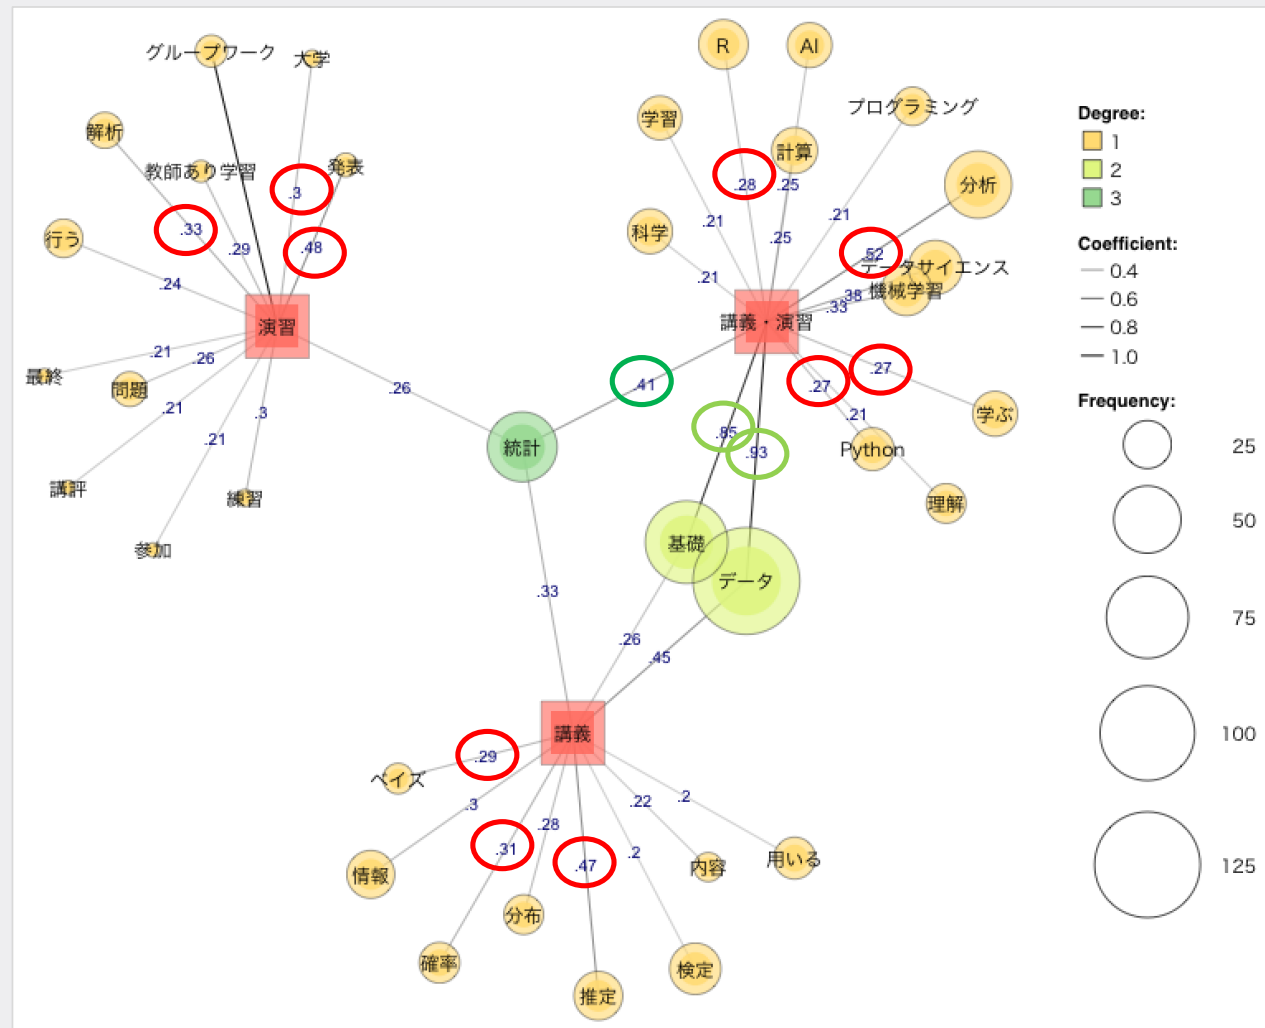 グループワーク
大学
解析
教師あり学習
発表
.3
.33
.29
.48
行う
.24
演習
.21
.26
最終
問題
.21
.26
.3
.21
講評
練習
参加
R
AI
プログラミング
学習
計算
.28
.25
分析
.21
.21
科学
.25
.52
データサイエンス
.21
.38
機械学習
.33
講義・演習
.41
.27
.27
.21
学ぶ
.85
.93
Python
統計
理解
基礎
データ
.33
.26
.45
講義
.29
ベイズ
.3
.28
.31
.47
.22
.2
.2
情報
内容
用いる
分布
確率
推定
検定
Degree:
1
2
3
Coefficient:
0.4
0.6
0.8
1.0
Frequency:
25
50
75
100
125